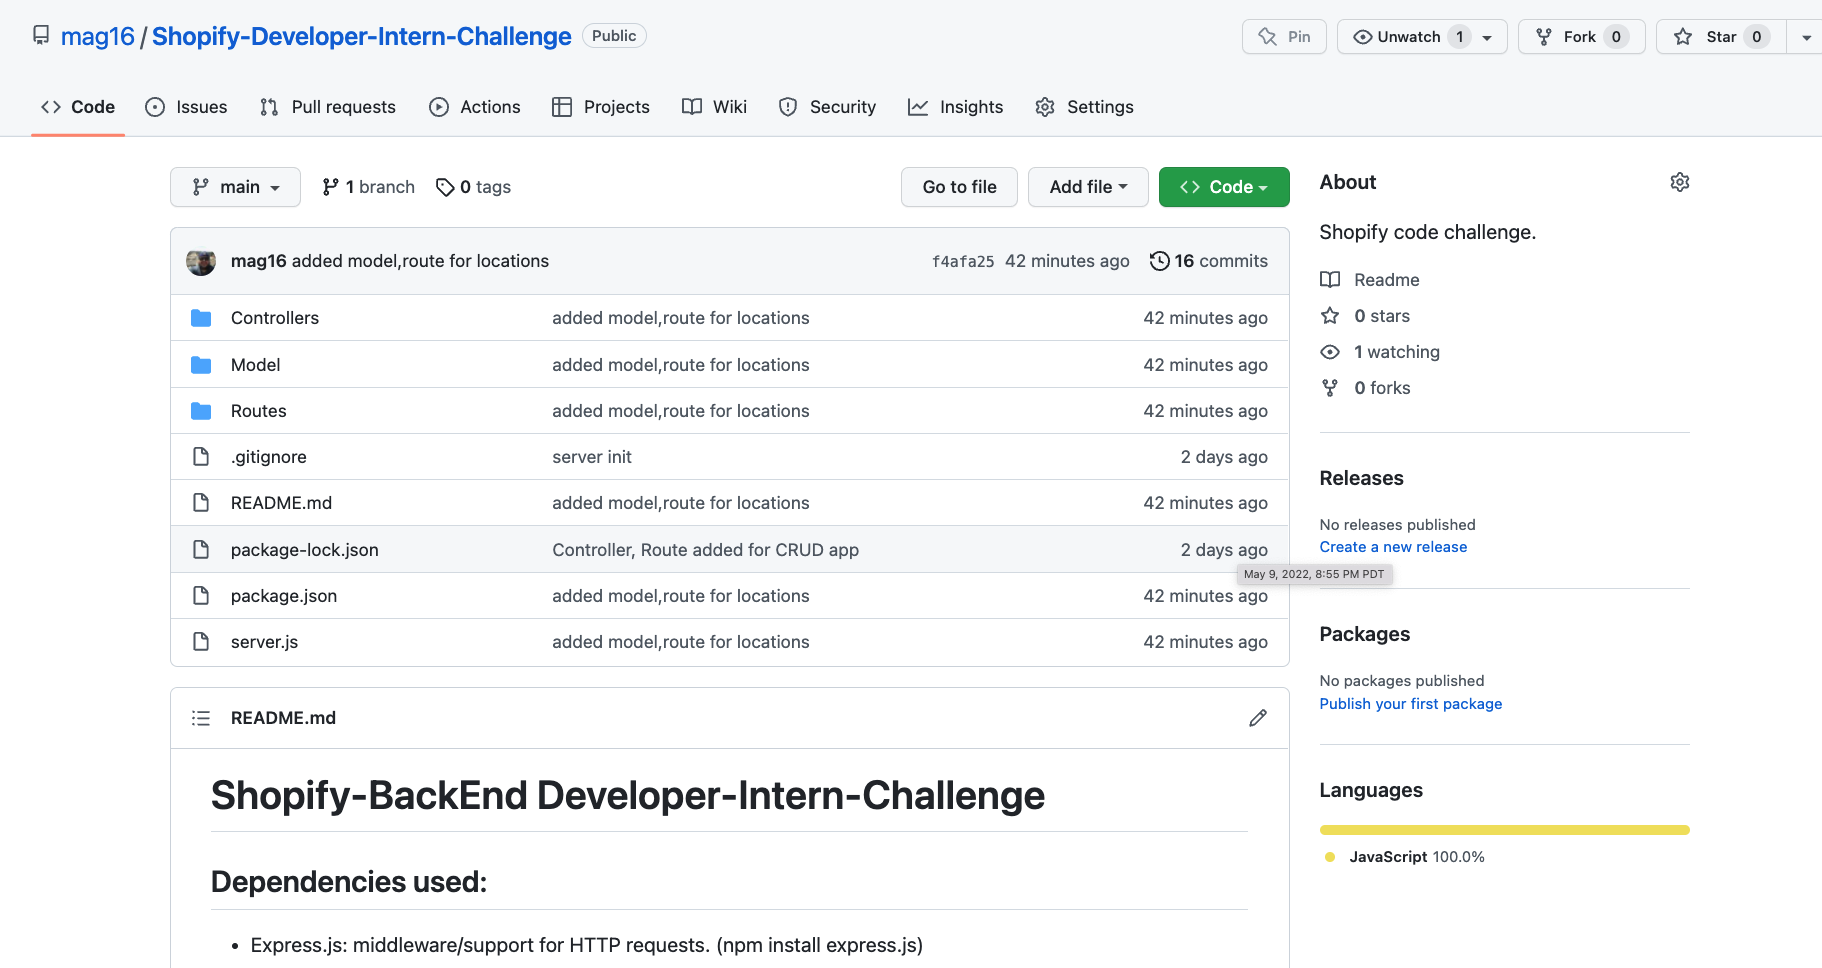 mag16 / Shopify-Developer-Intern-Challenge Public
Pin Unwatch 1 Fork 0 Star 0
Code Issues Pull requests Actions Projects Wiki Security Insights Settings
main 1 branch 0 tags Go to file Add file Code
mag16 added model,route for locations f4afa25 42 minutes ago 16 commits
Controllers added model,route for locations 42 minutes ago
Model added model,route for locations 42 minutes ago
Routes added model,route for locations 42 minutes ago
.gitignore server init 2 days ago
README.md added model,route for locations 42 minutes ago
package-lock.json Controller, Route added for CRUD app 2 days ago
May 9, 2022, 8:55 PM PDT
package.json added model,route for locations 42 minutes ago
server.js added model,route for locations 42 minutes ago
README.md
Shopify-BackEnd Developer-Intern-Challenge
Dependencies used:
• Express.js: middleware/support for HTTP requests. (npm install express.js)
About
Shopify code challenge.
Readme
0 stars
1 watching
0 forks
Releases
No releases published
Create a new release
Packages
No packages published
Publish your first package
Languages
JavaScript 100.0%